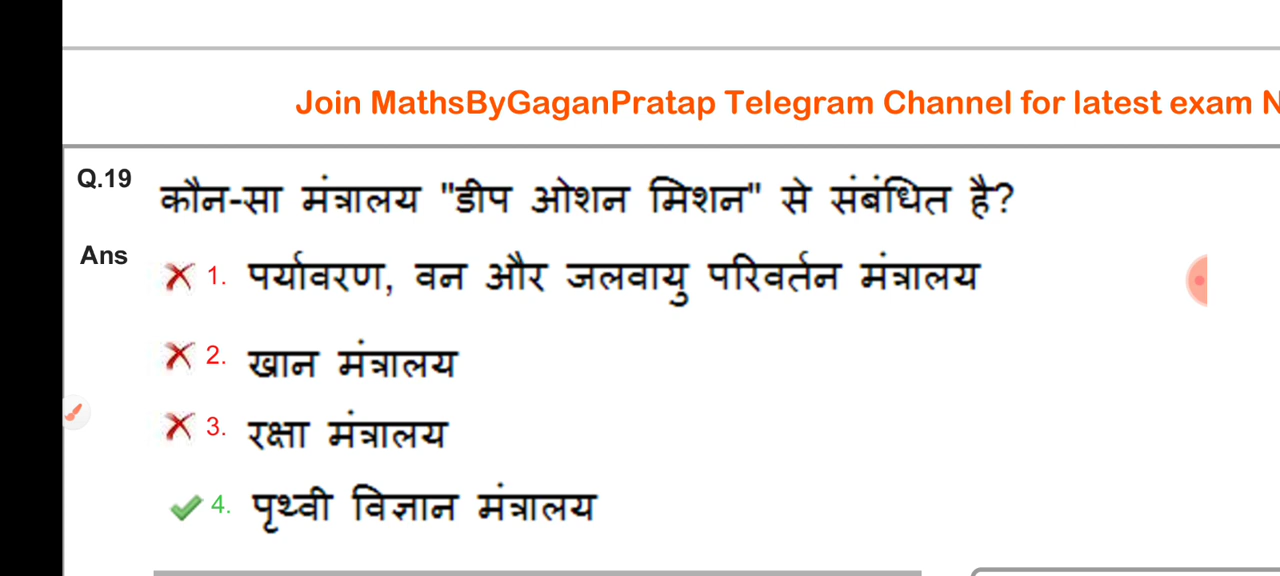 Join MathsByGaganPratap Telegram Channel for latest exam N
Q.19 कौन-सा मंत्रालय "डीप ओशन मिशन" से संबंधित है?
Ans 1. पर्यावरण, वन और जलवायु परिवर्तन मंत्रालय
2. खान मंत्रालय
3. रक्षा मंत्रालय
4. पृथ्वी विज्ञान मंत्रालय